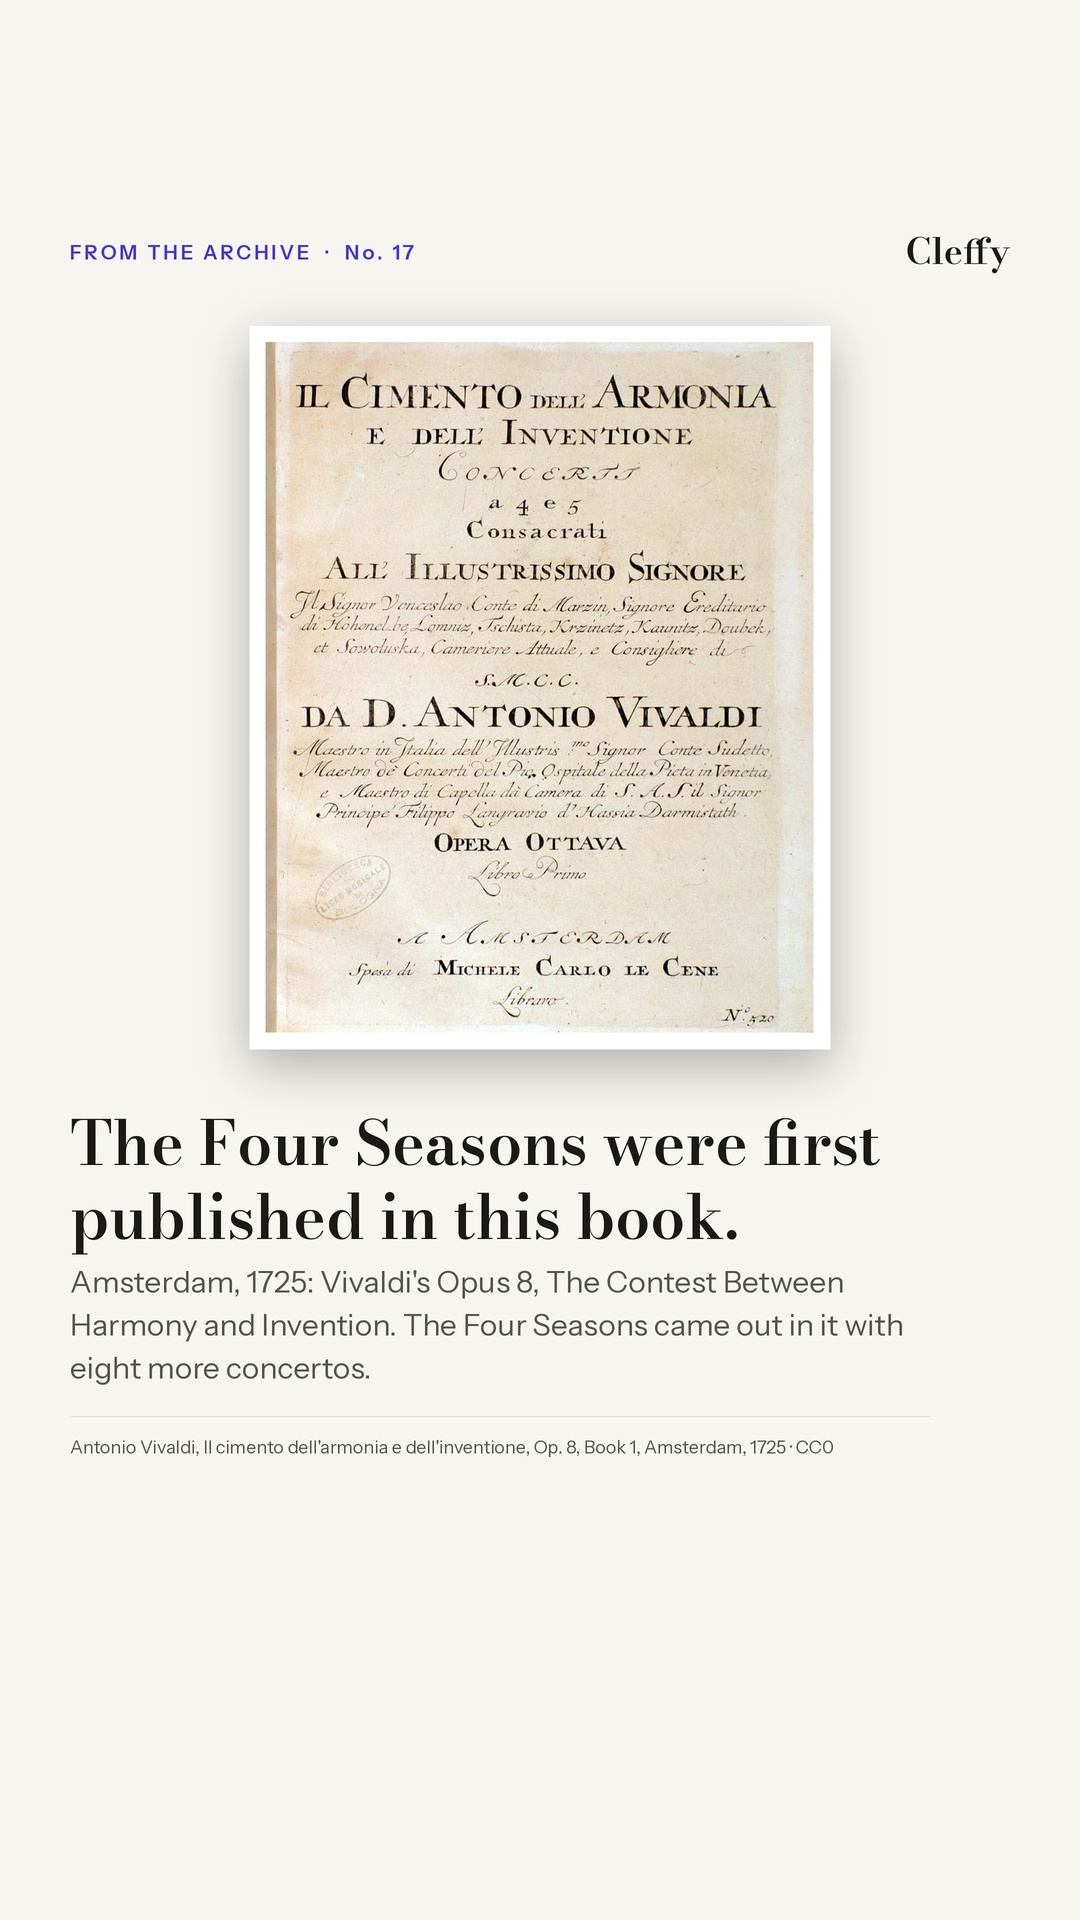 FROM THE ARCHIVE · No. 17
Cleffy
IL CIMENTO DELL' ARMONIA
E DELL' INVENTIONE
CONCERTI
a 4 e 5
Consacrati
ALL' ILLUSTRISSIMO SIGNORE
Il Signor Venceslao Conte di Marzin, Signore Ereditario
di Hohenelbe, Lomniz, Tschista, Krzinetz, Kaunitz, Doubek,
et Sowoluska, Cameriere Attuale, e Consigliere di
S.M.C.C.
DA D. ANTONIO VIVALDI
Maestro in Italia dell' Illustris.mo Signor Conte Sudetto,
Maestro de' Concerti del Pio Ospitale della Pieta in Venetia,
e Maestro di Capella da Camera di S. A. S. il Signor
Principe Filippo Langravio d' Hassia Darmistath.
OPERA OTTAVA
Libro Primo
BIBLIOTECA
LICEO MUSICALE
BOLOGNA
A AMSTERDAM
Spesa di MICHELE CARLO LE CENE
Libraro.
N.º 520
The Four Seasons were first
published in this book.
Amsterdam, 1725: Vivaldi's Opus 8, The Contest Between
Harmony and Invention. The Four Seasons came out in it with
eight more concertos.
Antonio Vivaldi, Il cimento dell'armonia e dell'inventione, Op. 8, Book 1, Amsterdam, 1725 · CC0